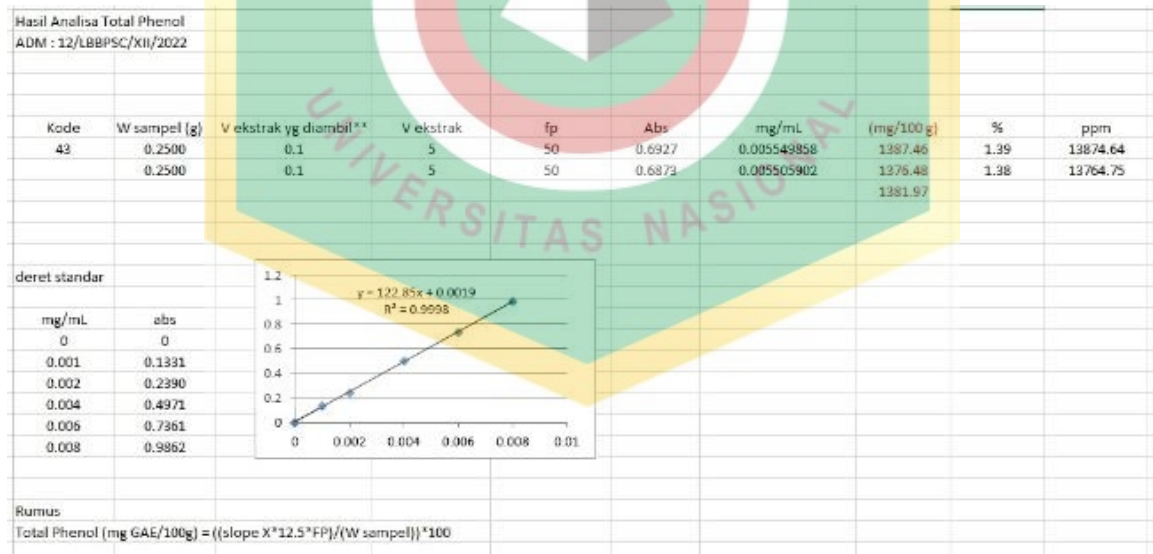 Hasil Analisa Total Phenol
ADM : 12/LBBPSC/XII/2022
Kode W sampel (g) V ekstrak yg diambil** V ekstrak fp Abs mg/mL (mg/100 g) % ppm
43 0.2500 0.1 5 50 0.6927 0.005549858 1387.46 1.39 13874.64
0.2500 0.1 5 50 0.6873 0.005505902 1376.48 1.38 13764.75
1381.97
UNIVERSITAS NASIONAL
deret standar
mg/mL abs
0 0
0.001 0.1331
0.002 0.2390
0.004 0.4971
0.006 0.7361
0.008 0.9862
y = 122.85x + 0.0019
R² = 0.9998
1.2
1
0.8
0.6
0.4
0.2
0
0 0.002 0.004 0.006 0.008 0.01
Rumus
Total Phenol (mg GAE/100g) = ((slope X*12.5*FP)/(W sampel))*100